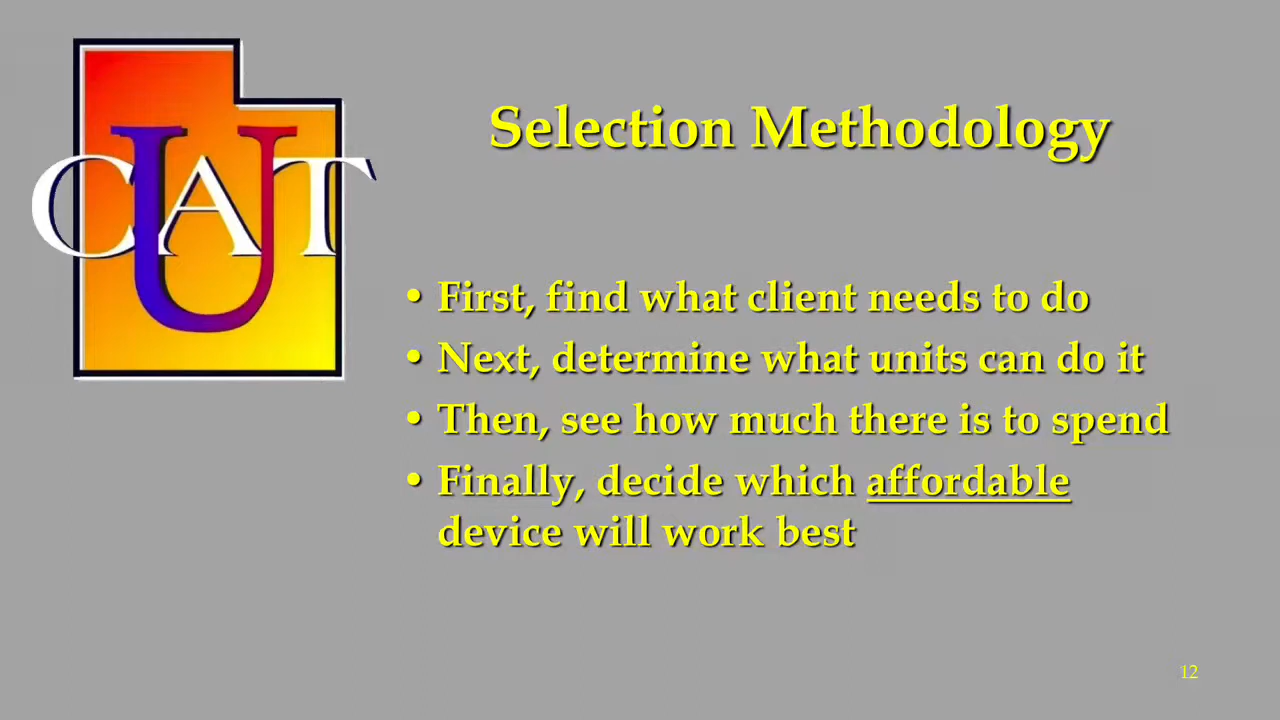 UCAT
Selection Methodology
• First, find what client needs to do
• Next, determine what units can do it
• Then, see how much there is to spend
• Finally, decide which affordable
device will work best
12